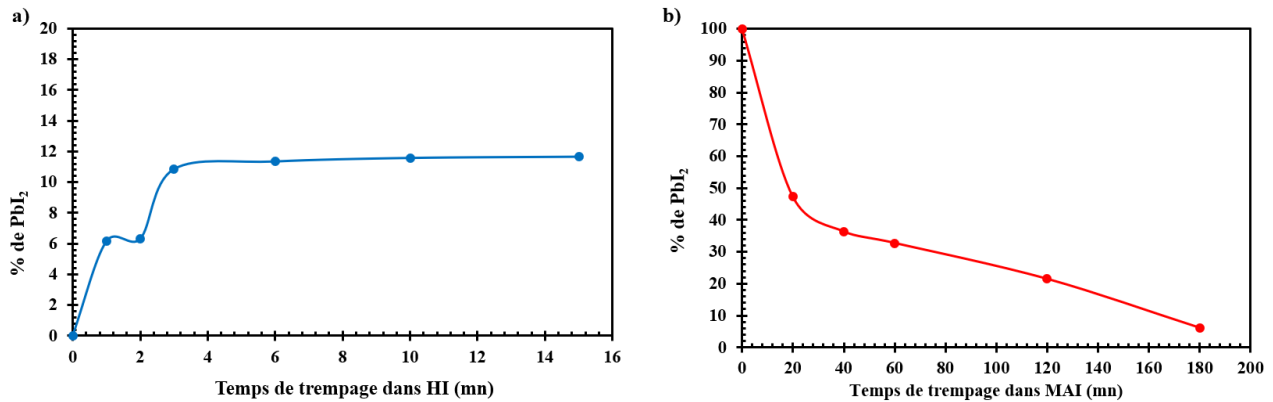 a)
20
18
16
14
12
10
8
6
4
2
0
% de PbI₂
0 2 4 6 8 10 12 14 16
Temps de trempage dans HI (mn)
b)
100
90
80
70
60
50
40
30
20
10
0
% de PbI₂
0 20 40 60 80 100 120 140 160 180 200
Temps de trempage dans MAI (mn)